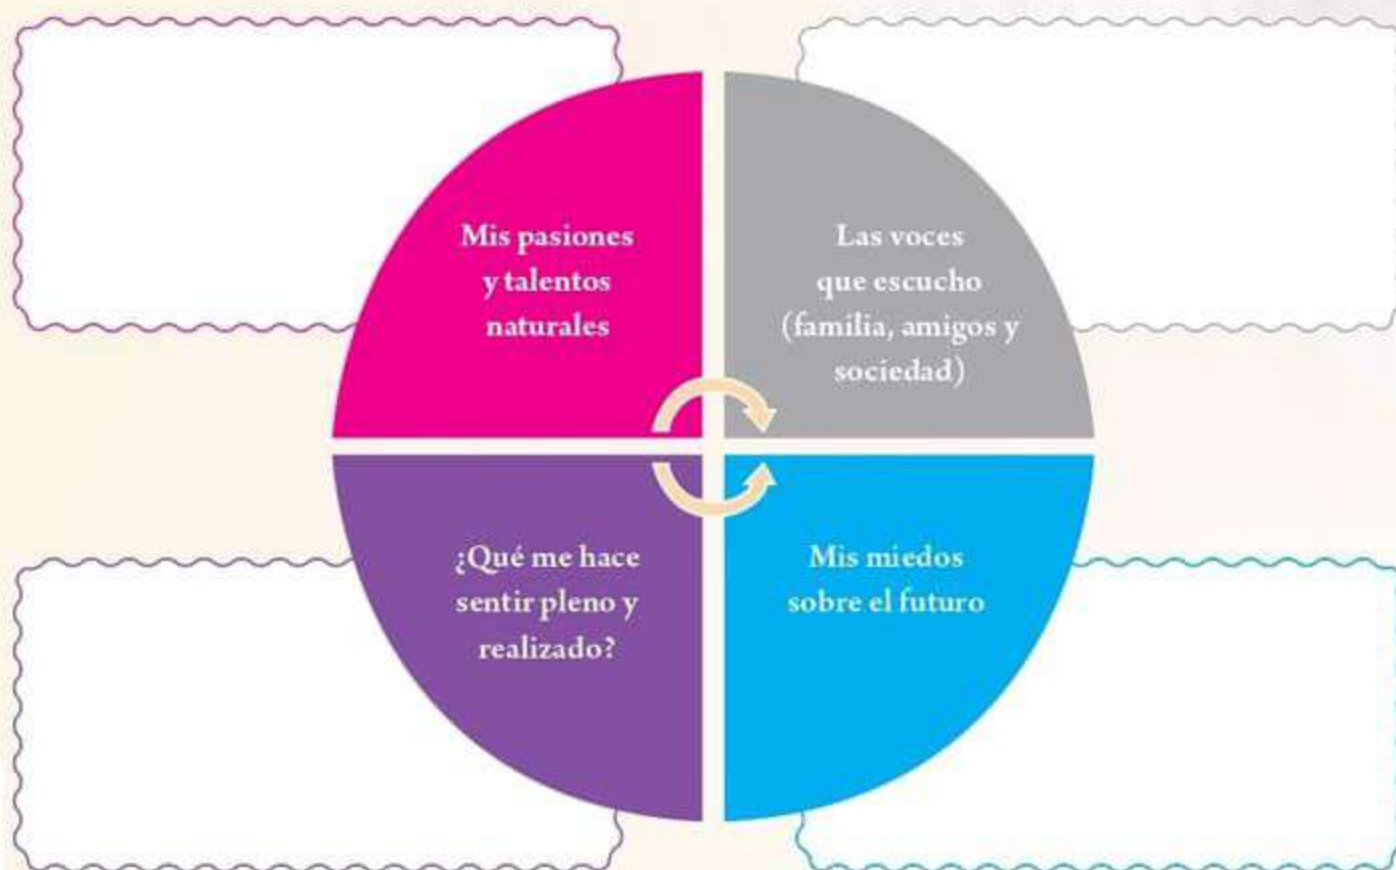 Mis pasiones
y talentos
naturales
Las voces
que escucho
(familia, amigos y
sociedad)
¿Qué me hace
sentir pleno y
realizado?
Mis miedos
sobre el futuro